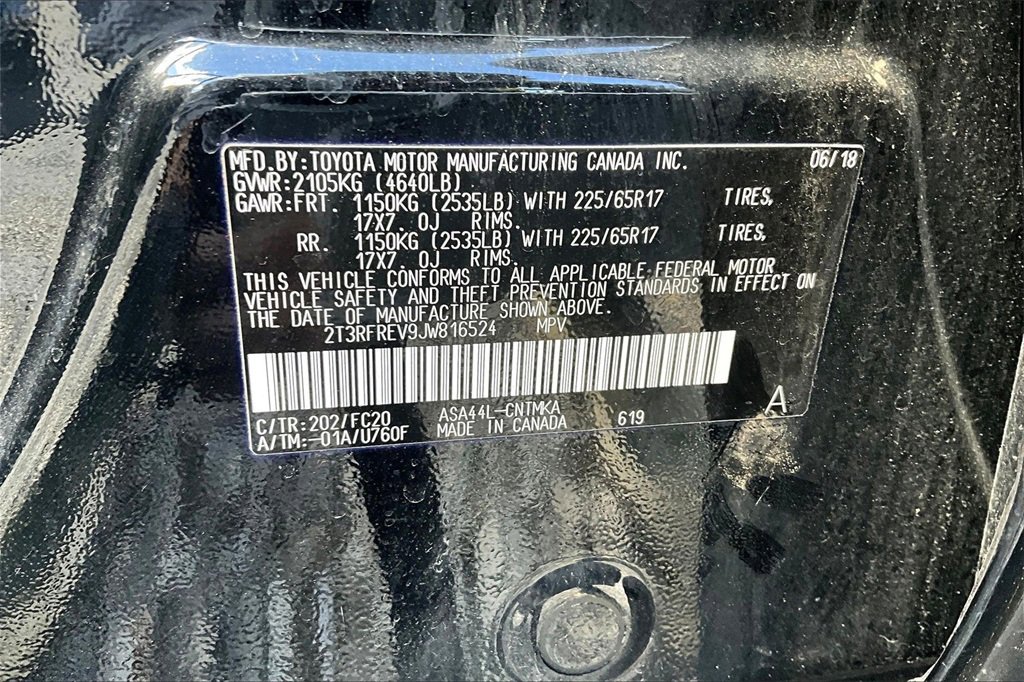 MFD.BY:TOYOTA MOTOR MANUFACTURING CANADA INC. 06/18
GVWR:2105KG (4640LB)
GAWR:FRT. 1150KG (2535LB) WITH 225/65R17 TIRES,
17X7. OJ RIMS.
RR. 1150KG (2535LB) WITH 225/65R17 TIRES,
17X7. OJ RIMS.
THIS VEHICLE CONFORMS TO ALL APPLICABLE FEDERAL MOTOR
VEHICLE SAFETY AND THEFT PREVENTION STANDARDS IN EFFECT ON
THE DATE OF MANUFACTURE SHOWN ABOVE.
2T3RFREV9JW816524 MPV
C/TR:202/FC20 ASA44L-CNTMKA 619 A
A/TM:-01A/U760F MADE IN CANADA